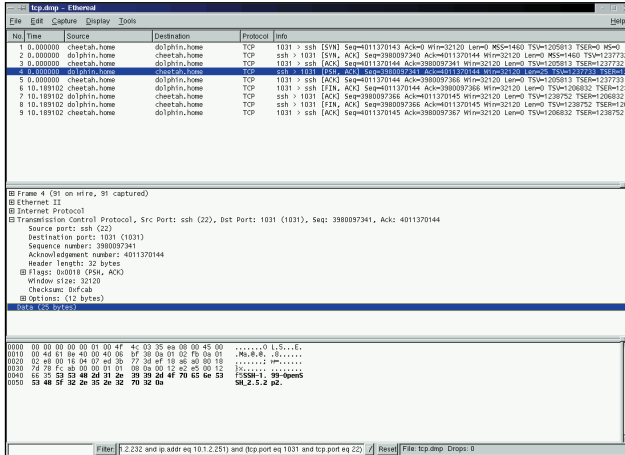 tcp.dmp - Ethereal
File Edit Capture Display Tools Help
No. Time Source Destination Protocol Info
1 0.000000 cheetah.home dolphin.home TCP 1031 > ssh [SYN] Seq=4011370143 Ack=0 Win=32120 Len=0 MSS=1460 TSV=1205813 TSER=0 WS=0
2 0.000000 cheetah.home dolphin.home TCP ssh > 1031 [SYN, ACK] Seq=3980097340 Ack=4011370144 Win=32120 Len=0 MSS=1460 TSV=123773
3 0.000000 cheetah.home dolphin.home TCP 1031 > ssh [ACK] Seq=4011370144 Ack=3980097341 Win=32120 Len=0 TSV=1205813 TSER=1237732
4 0.000000 cheetah.home dolphin.home TCP ssh > 1031 [PSH, ACK] Seq=3980097341 Ack=4011370144 Win=32120 Len=25 TSV=1237733 TSER=1
5 0.000000 cheetah.home dolphin.home TCP 1031 > ssh [ACK] Seq=4011370144 Ack=3980097366 Win=32120 Len=0 TSV=1205813 TSER=1237733
6 10.189102 cheetah.home dolphin.home TCP 1031 > ssh [FIN, ACK] Seq=4011370144 Ack=3980097366 Win=32120 Len=0 TSV=1206832 TSER=123
7 10.189102 cheetah.home dolphin.home TCP ssh > 1031 [ACK] Seq=3980097366 Ack=4011370145 Win=32120 Len=0 TSV=1238752 TSER=1206832
8 10.189102 cheetah.home dolphin.home TCP ssh > 1031 [FIN, ACK] Seq=3980097366 Ack=4011370145 Win=32120 Len=0 TSV=1238752 TSER=120
9 10.189102 cheetah.home dolphin.home TCP 1031 > ssh [ACK] Seq=4011370145 Ack=3980097367 Win=32120 Len=0 TSV=1206832 TSER=1238752
Frame 4 (91 on wire, 91 captured)
Ethernet II
Internet Protocol
Transmission Control Protocol, Src Port: ssh (22), Dst Port: 1031 (1031), Seq: 3980097341, Ack: 4011370144
Source port: ssh (22)
Destination port: 1031 (1031)
Sequence number: 3980097341
Acknowledgement number: 4011370144
Header length: 32 bytes
Flags: 0x0018 (PSH, ACK)
Window size: 32120
Checksum: 0xfcab
Options: (12 bytes)
Data (25 bytes)
0000 00 00 00 00 00 01 00 4f 4c 03 35 ea 08 00 45 00 .......O L.5...E.
0010 00 4d 61 8e 40 00 40 06 bf 38 0a 01 02 fb 0a 01 .Ma.@.@. .8......
0020 02 e8 00 16 04 07 ed 3b 77 3d ef 18 a6 a0 80 18 .......; w=......
0030 7d 78 fc ab 00 00 01 01 08 0a 00 12 e2 e5 00 12 }x...... ........
0040 66 35 53 53 48 2d 31 2e 39 39 2d 4f 70 65 6e 53 f5SSH-1. 99-OpenS
0050 53 48 5f 32 2e 35 2e 32 70 32 0a SH_2.5.2 p2.
Filter: 1.2.232 and ip.addr eq 10.1.2.251) and (tcp.port eq 1031 and tcp.port eq 22) / Reset File: tcp.dmp Drops: 0